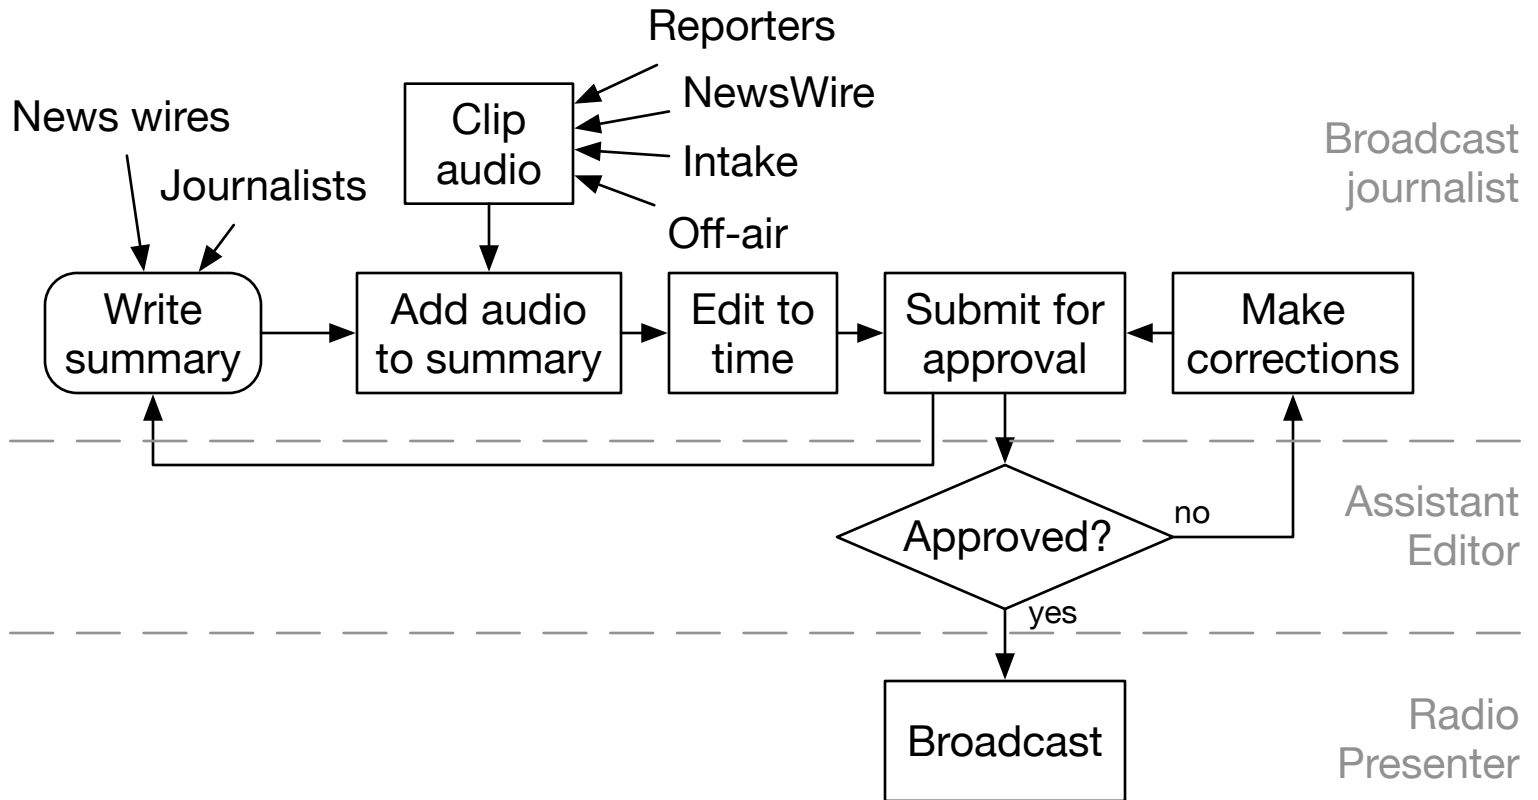 Reporters
News wires
Clip
audio
NewsWire
Journalists
Intake
Off-air
Broadcast
journalist
Write
summary
Add audio
to summary
Edit to
time
Submit for
approval
Make
corrections
Approved?
no
yes
Assistant
Editor
Broadcast
Radio
Presenter